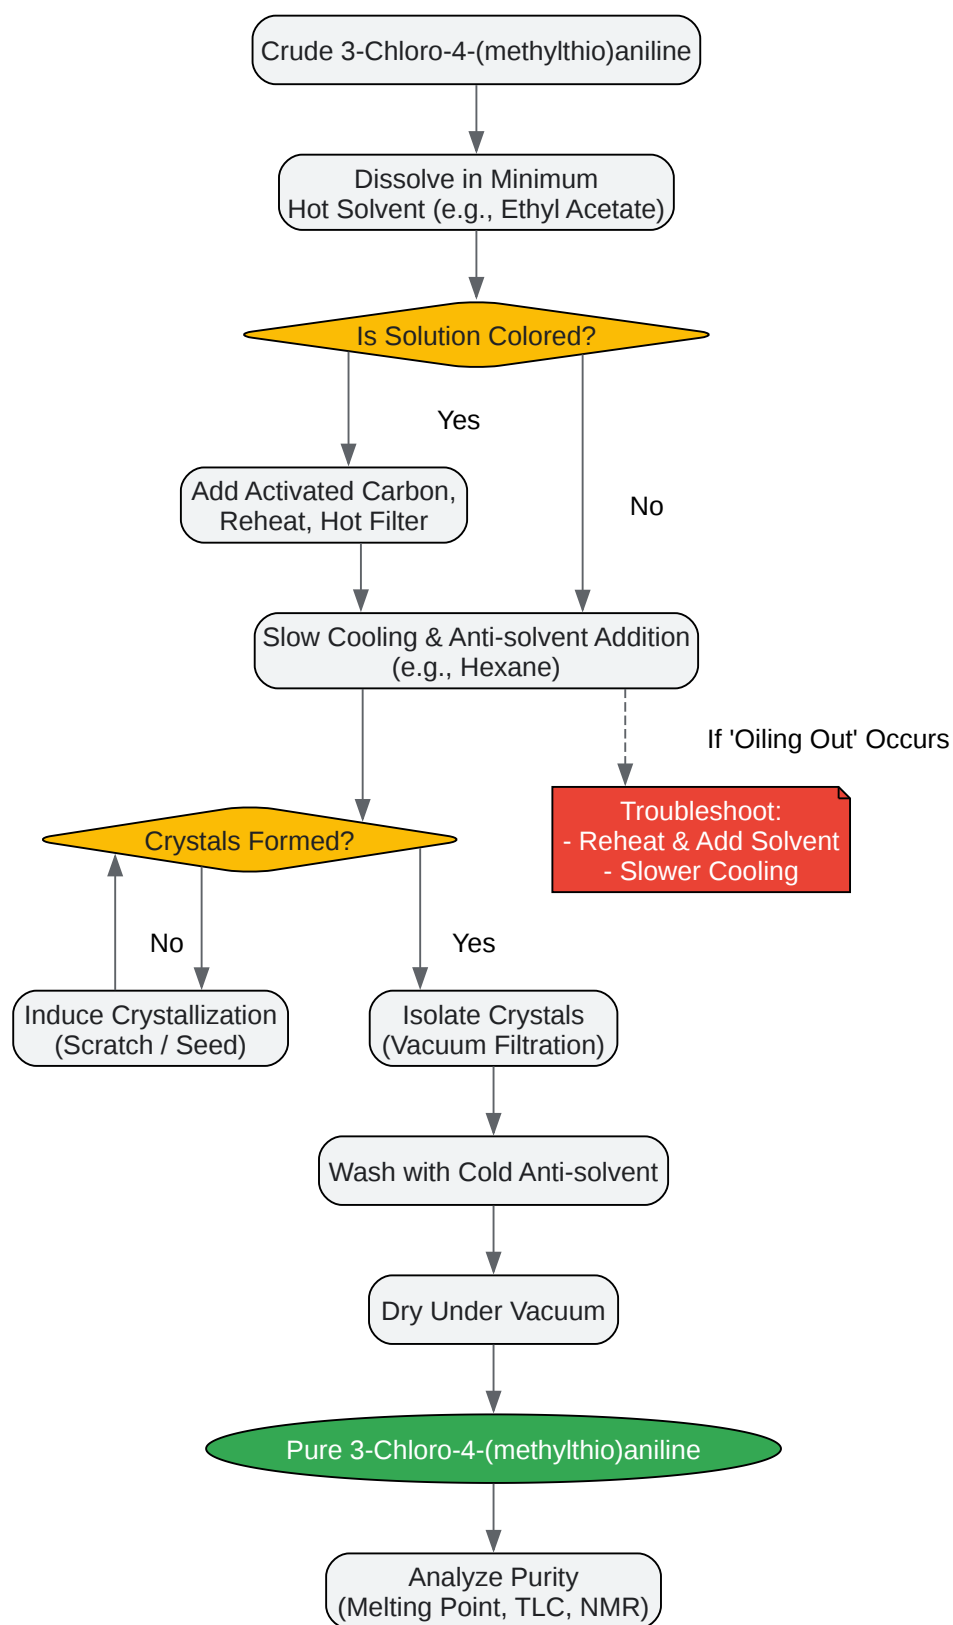 Crude 3-Chloro-4-(methylthio)aniline
Dissolve in Minimum
Hot Solvent (e.g., Ethyl Acetate)
Is Solution Colored?
Yes
Add Activated Carbon,
Reheat, Hot Filter
No
Slow Cooling & Anti-solvent Addition
(e.g., Hexane)
If 'Oiling Out' Occurs
Troubleshoot:
- Reheat & Add Solvent
- Slower Cooling
Crystals Formed?
No
Yes
Induce Crystallization
(Scratch / Seed)
Isolate Crystals
(Vacuum Filtration)
Wash with Cold Anti-solvent
Dry Under Vacuum
Pure 3-Chloro-4-(methylthio)aniline
Analyze Purity
(Melting Point, TLC, NMR)